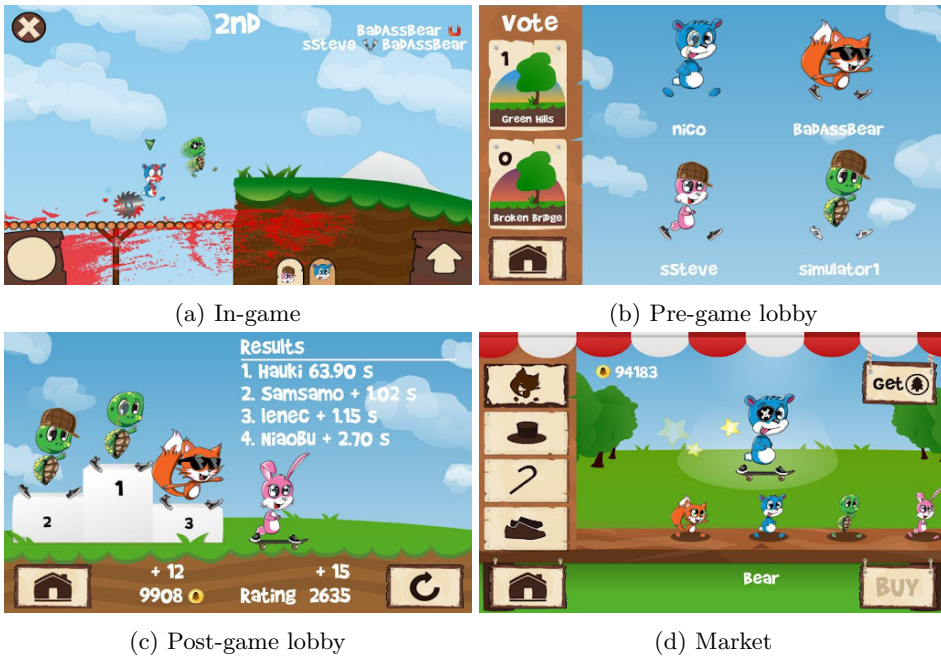 2ND
BadAssBear
sSteve BadAssBear
(a) In-game
Vote
1
Green Hills
0
Broken Bridge
nico
BadAssBear
sSteve
simulator1
(b) Pre-game lobby
Results
1. Hauki 63.90 s
2. Samsamo + 1.02 s
3. Ienec + 1.15 s
4. NiaoBu + 2.70 s
2
1
3
+ 12
+ 15
9908
Rating 2635
(c) Post-game lobby
94183
Get
Bear
BUY
(d) Market